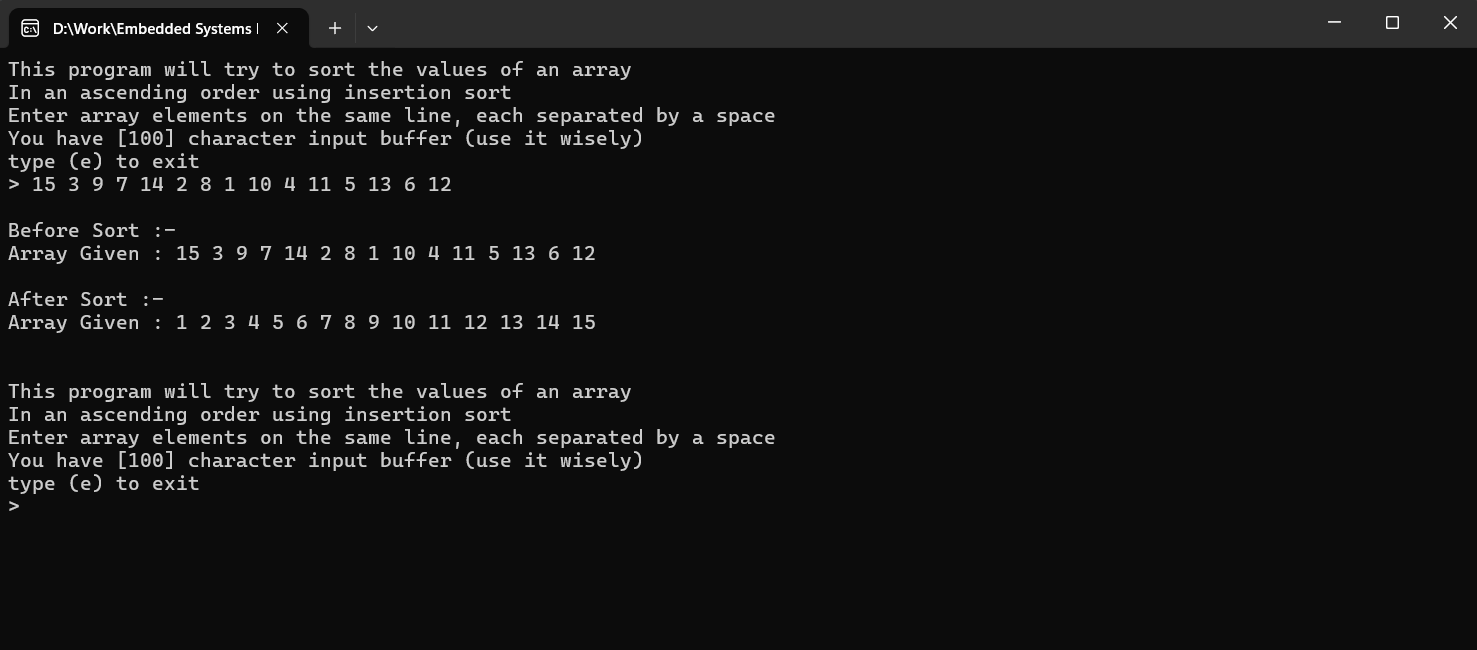 D:\Work\Embedded Systems
This program will try to sort the values of an array
In an ascending order using insertion sort
Enter array elements on the same line, each separated by a space
You have [100] character input buffer (use it wisely)
type (e) to exit
> 15 3 9 7 14 2 8 1 10 4 11 5 13 6 12
Before Sort :-
Array Given : 15 3 9 7 14 2 8 1 10 4 11 5 13 6 12
After Sort :-
Array Given : 1 2 3 4 5 6 7 8 9 10 11 12 13 14 15
This program will try to sort the values of an array
In an ascending order using insertion sort
Enter array elements on the same line, each separated by a space
You have [100] character input buffer (use it wisely)
type (e) to exit
>